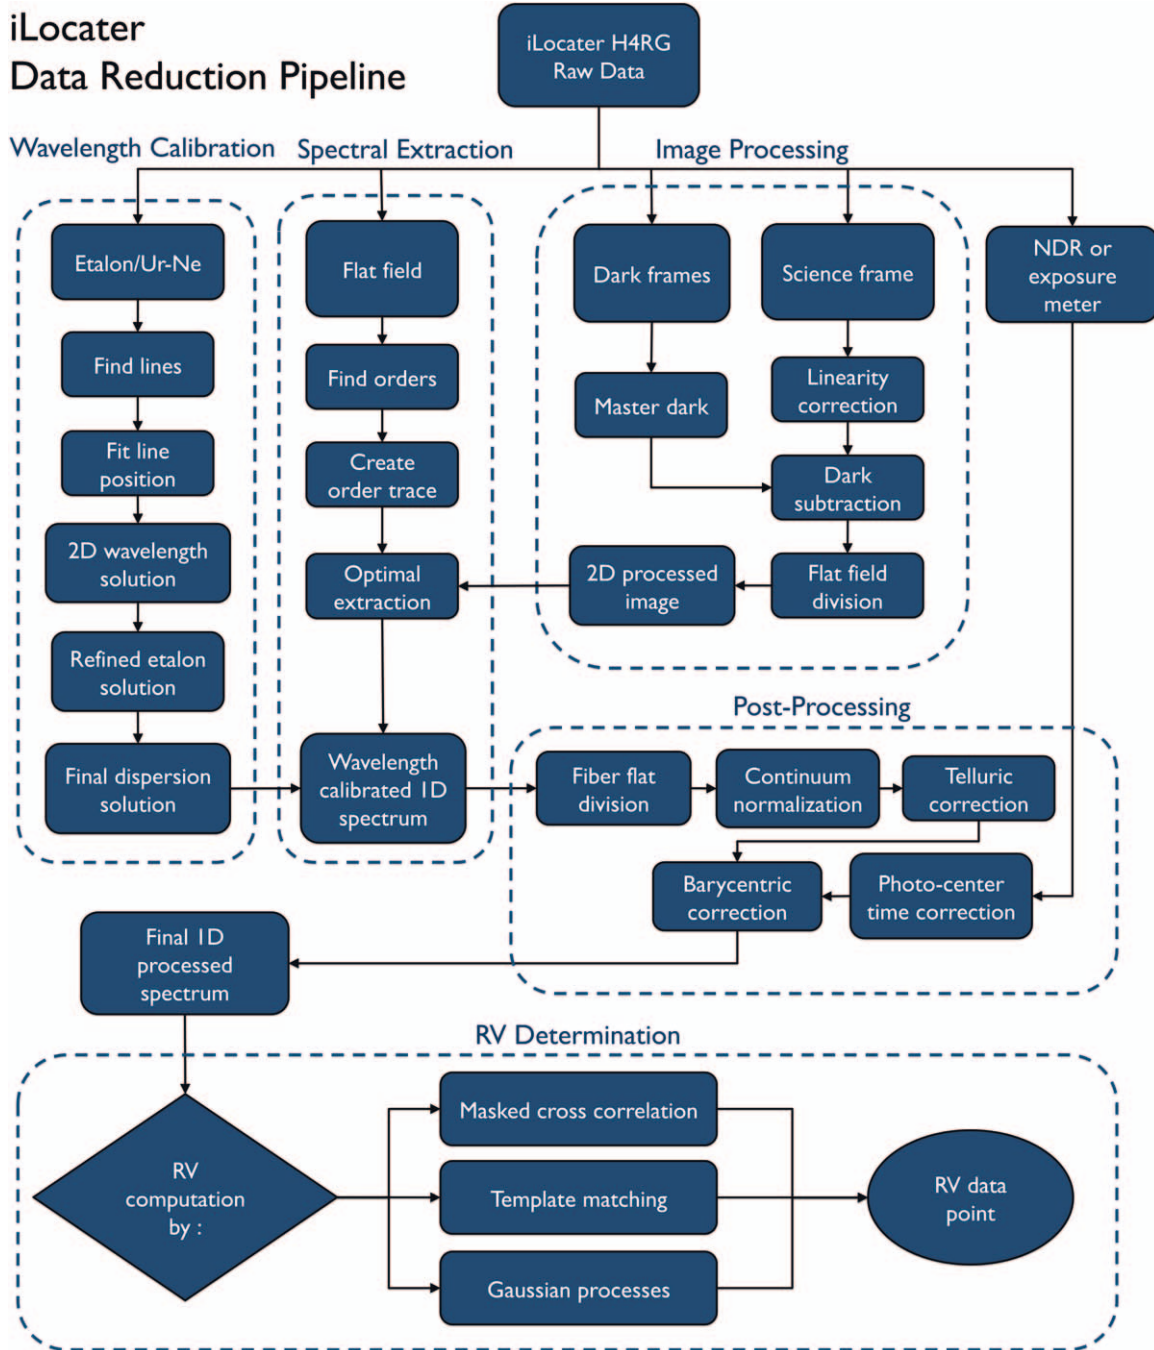 iLocater
Data Reduction Pipeline
iLocater H4RG
Raw Data
Wavelength Calibration
Spectral Extraction
Image Processing
Etalon/Ur-Ne
Find lines
Fit line
position
2D wavelength
solution
Refined etalon
solution
Final dispersion
solution
Flat field
Find orders
Create
order trace
Optimal
extraction
Wavelength
calibrated 1D
spectrum
Dark frames
Master dark
Science frame
Linearity
correction
Dark
subtraction
Flat field
division
2D processed
image
NDR or
exposure
meter
Post-Processing
Fiber flat
division
Continuum
normalization
Telluric
correction
Barycentric
correction
Photo-center
time correction
Final 1D
processed
spectrum
RV Determination
RV
computation
by :
Masked cross correlation
Template matching
Gaussian processes
RV data
point